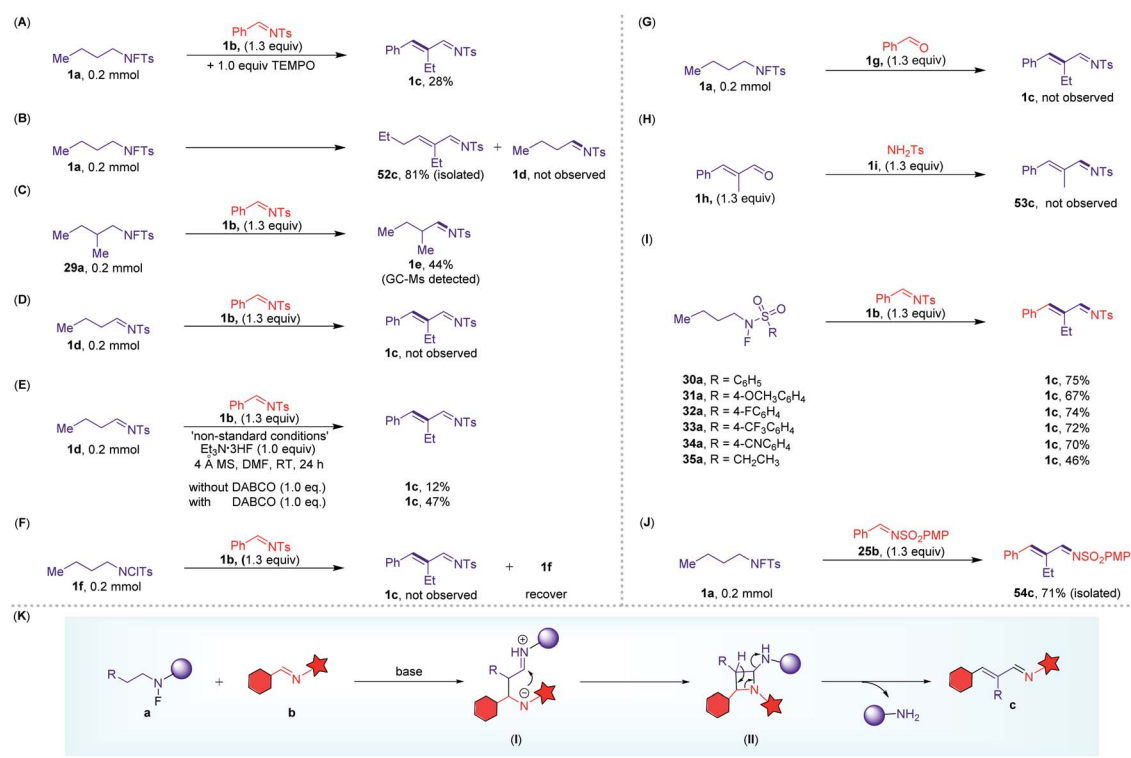 (A)
Ph NTs
1b, (1.3 equiv)
Me NFTs
+ 1.0 equiv TEMPO
1a, 0.2 mmol
Ph NTs
Et
1c, 28%
(B)
Me NFTs
1a, 0.2 mmol
Et NTs
Et
52c, 81% (isolated)
+
Me NTs
1d, not observed
(C)
Ph NTs
1b, (1.3 equiv)
Me NFTs
Me
29a, 0.2 mmol
Me NTs
Me
1e, 44%
(GC-Ms detected)
(D)
Ph NTs
1b, (1.3 equiv)
Me NTs
1d, 0.2 mmol
Ph NTs
Et
1c, not observed
(E)
Ph NTs
1b, (1.3 equiv)
Me NTs
1d, 0.2 mmol
'non-standard conditions'
Et3N·3HF (1.0 equiv)
4 Å MS, DMF, RT, 24 h
Ph NTs
Et
without DABCO (1.0 eq.) 1c, 12%
with DABCO (1.0 eq.) 1c, 47%
(F)
Ph NTs
1b, (1.3 equiv)
Me NClTs
1f, 0.2 mmol
Ph NTs
Et
1c, not observed
+ 1f
recover
(G)
Ph O
1g, (1.3 equiv)
Me NFTs
1a, 0.2 mmol
Ph NTs
Et
1c, not observed
(H)
NH2Ts
1i, (1.3 equiv)
Ph O
1h, (1.3 equiv)
Ph NTs
53c, not observed
(I)
Ph NTs
1b, (1.3 equiv)
Me N S O O
F R
Ph NTs
Et
30a, R = C6H5 1c, 75%
31a, R = 4-OCH3C6H4 1c, 67%
32a, R = 4-FC6H4 1c, 74%
33a, R = 4-CF3C6H4 1c, 72%
34a, R = 4-CNC6H4 1c, 70%
35a, R = CH2CH3 1c, 46%
(J)
Ph NSO2PMP
25b, (1.3 equiv)
Me NFTs
1a, 0.2 mmol
Ph NSO2PMP
Et
54c, 71% (isolated)
(K)
R N
F
a
+
N
b
base
HN ⊕
R
N ⊖
(I)
R H H N
N
(II)
NH2
N
R
c